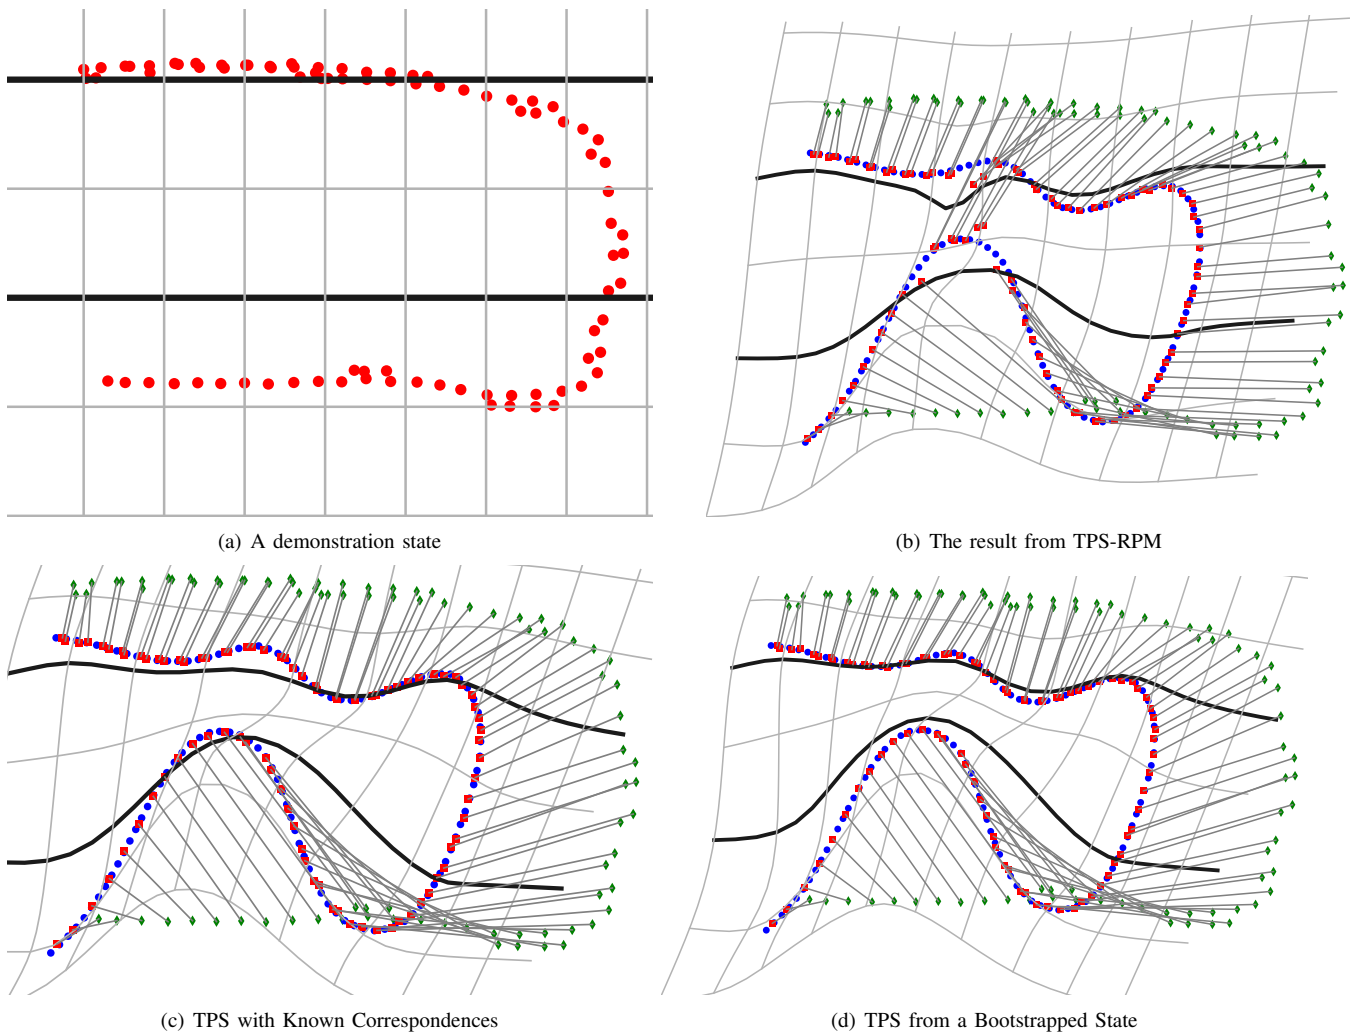 (a) A demonstration state
(b) The result from TPS-RPM
(c) TPS with Known Correspondences
(d) TPS from a Bootstrapped State